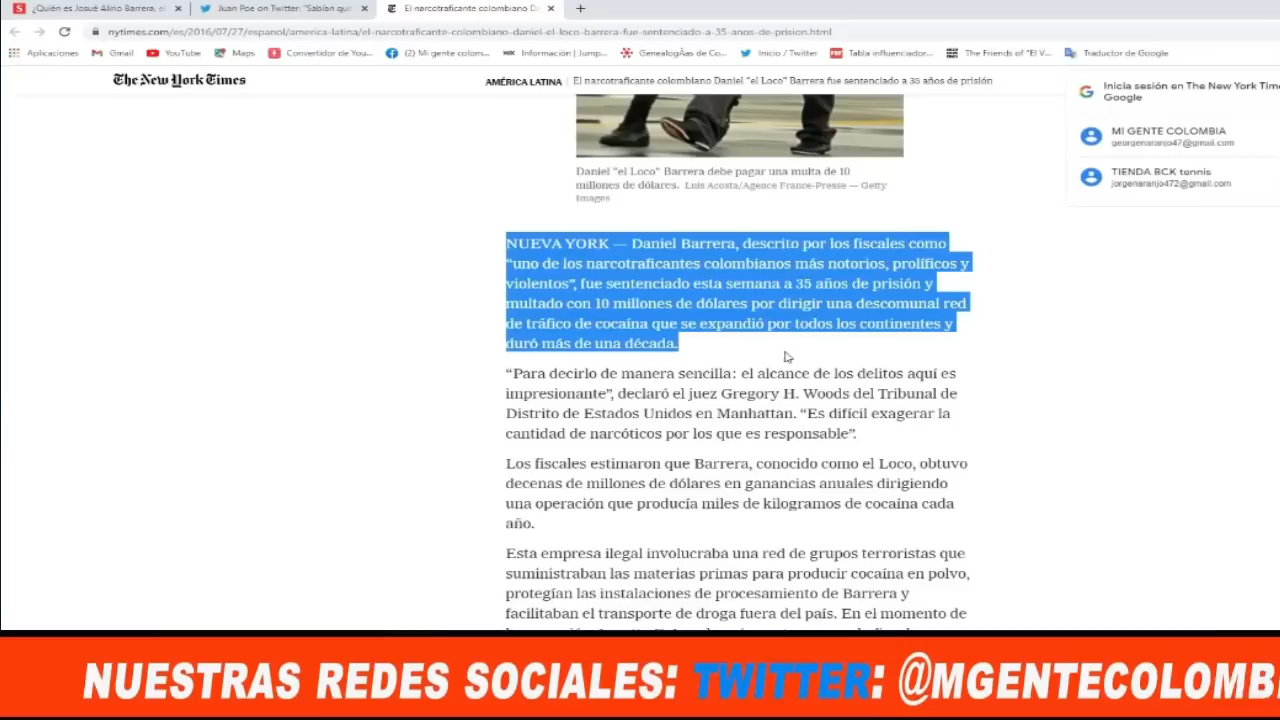 ¿Quién es Josué Alirio Barrera, e
Juan Poe on Twitter: "Sabían que
El narcotraficante colombiano D
nytimes.com/es/2016/07/27/espanol/america-latina/el-narcotraficante-colombiano-daniel-el-loco-barrera-fue-sentenciado-a-35-anos-de-prision.html
Aplicaciones Gmail YouTube Maps Convertidor de You... (2) Mi gente colom... Información | Jump... GenealogÃas de Co... Inicio / Twitter Tabla influenciador... The Friends of "El V... Traductor de Google
The New York Times
AMÉRICA LATINA | El narcotraficante colombiano Daniel "el Loco" Barrera fue sentenciado a 35 años de prisión
Inicia sesión en The New York Time
Google
MI GENTE COLOMBIA
georgenaranjo47@gmail.com
TIENDA BCK tennis
jorgenaranjo472@gmail.com
Daniel "el Loco" Barrera debe pagar una multa de 10
millones de dólares. Luis Acosta/Agence France-Presse — Getty
Images
NUEVA YORK — Daniel Barrera, descrito por los fiscales como
“uno de los narcotraficantes colombianos más notorios, prolíficos y
violentos”, fue sentenciado esta semana a 35 años de prisión y
multado con 10 millones de dólares por dirigir una descomunal red
de tráfico de cocaína que se expandió por todos los continentes y
duró más de una década.
“Para decirlo de manera sencilla: el alcance de los delitos aquí es
impresionante”, declaró el juez Gregory H. Woods del Tribunal de
Distrito de Estados Unidos en Manhattan. “Es difícil exagerar la
cantidad de narcóticos por los que es responsable”.
Los fiscales estimaron que Barrera, conocido como el Loco, obtuvo
decenas de millones de dólares en ganancias anuales dirigiendo
una operación que producía miles de kilogramos de cocaína cada
año.
Esta empresa ilegal involucraba una red de grupos terroristas que
suministraban las materias primas para producir cocaína en polvo,
protegían las instalaciones de procesamiento de Barrera y
facilitaban el transporte de droga fuera del país. En el momento de
NUESTRAS REDES SOCIALES: TWITTER: @MGENTECOLOMB